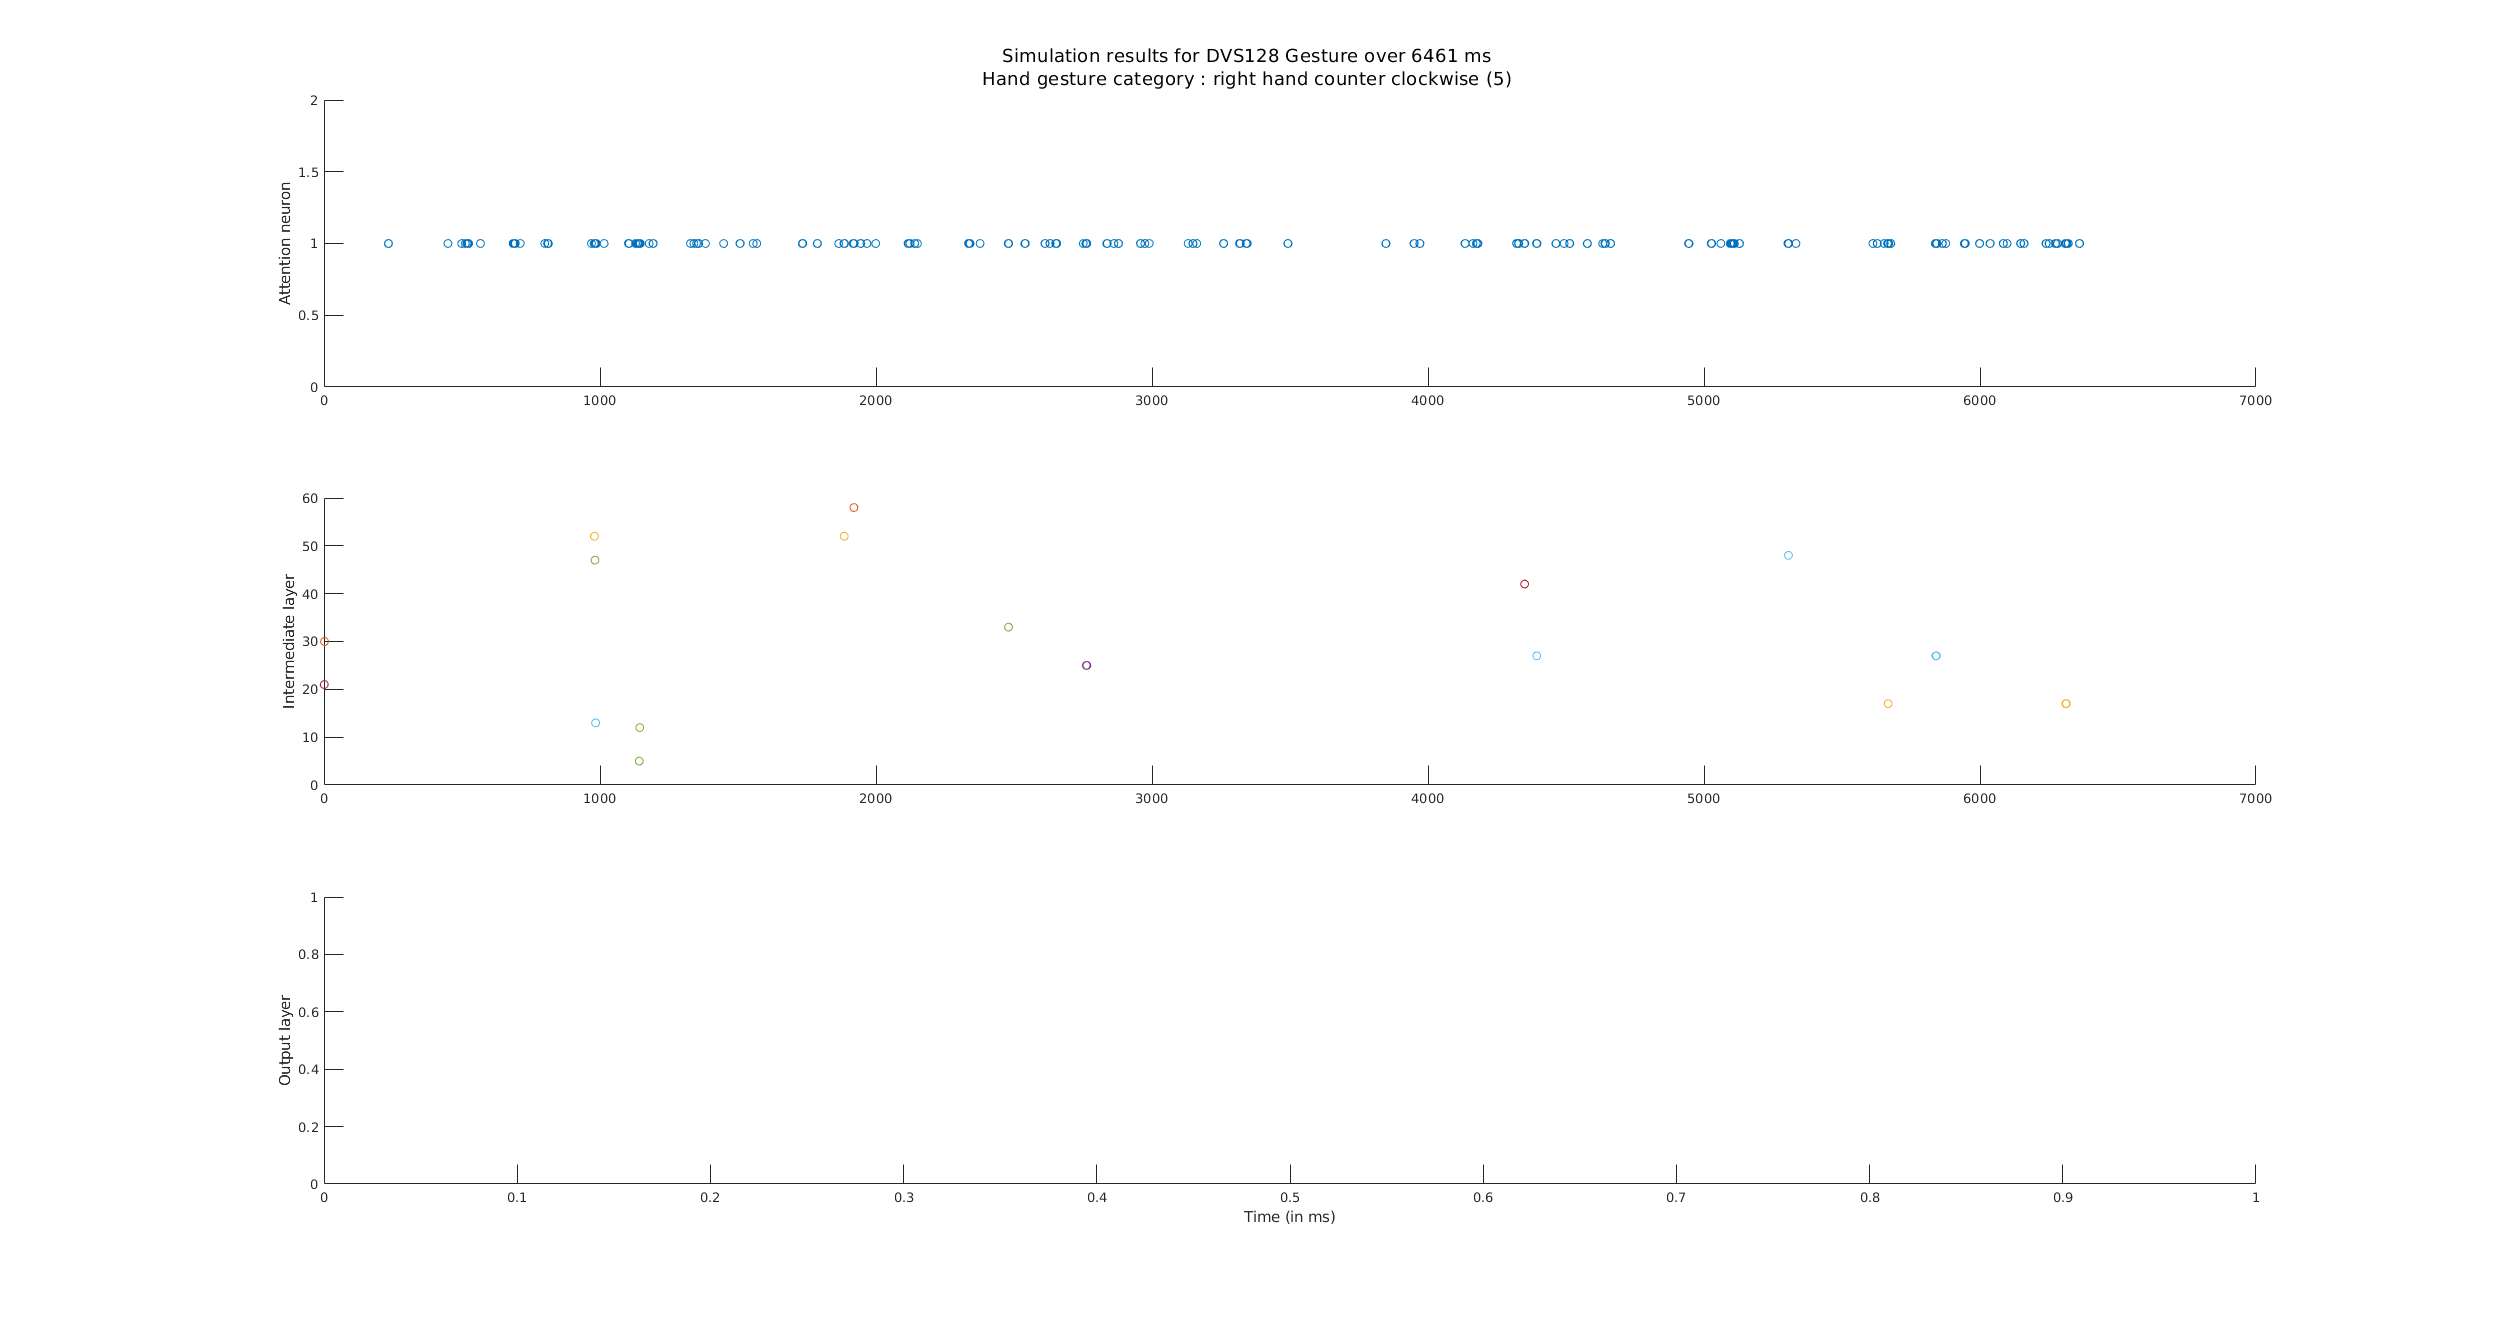 Simulation results for DVS128 Gesture over 6461 ms
Hand gesture category : right hand counter clockwise (5)
2
1.5
1
0.5
0
Attention neuron
0 1000 2000 3000 4000 5000 6000 7000
60
50
40
30
20
10
0
Intermediate layer
0 1000 2000 3000 4000 5000 6000 7000
1
0.8
0.6
0.4
0.2
0
Output layer
0 0.1 0.2 0.3 0.4 0.5 0.6 0.7 0.8 0.9 1
Time (in ms)